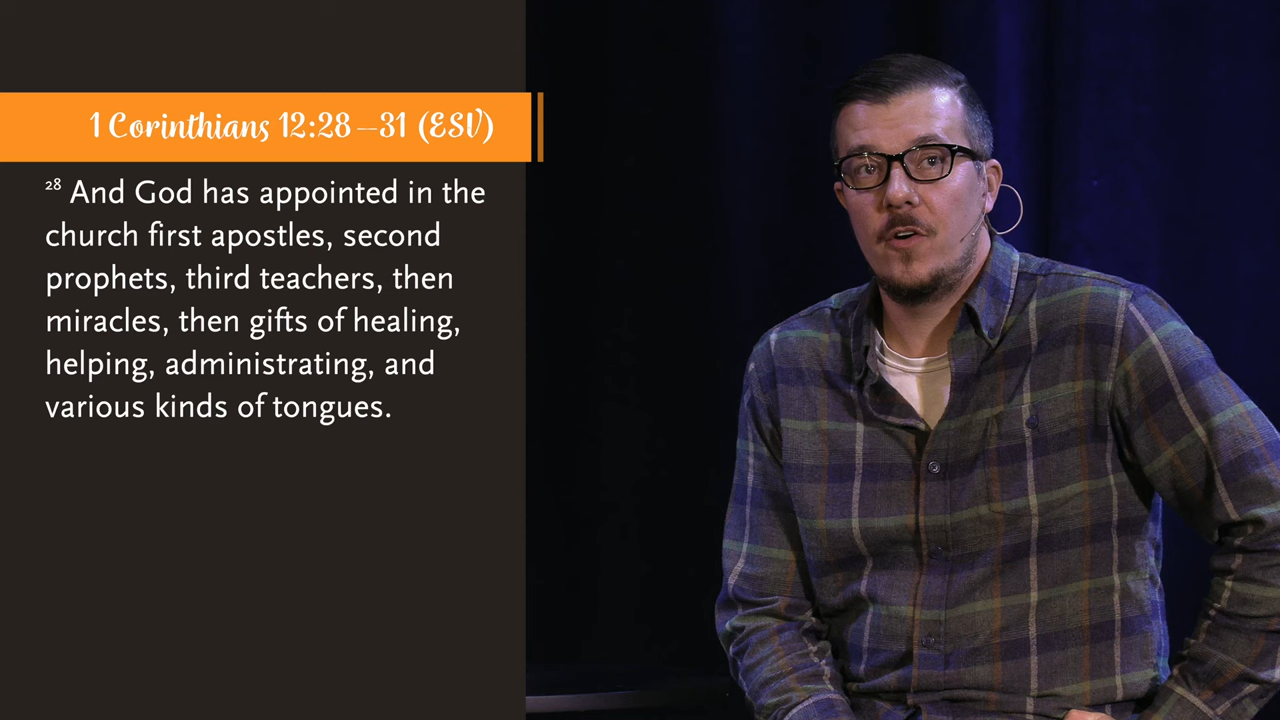 1 Corinthians 12:28–31 (ESV)
28 And God has appointed in the
church first apostles, second
prophets, third teachers, then
miracles, then gifts of healing,
helping, administrating, and
various kinds of tongues.